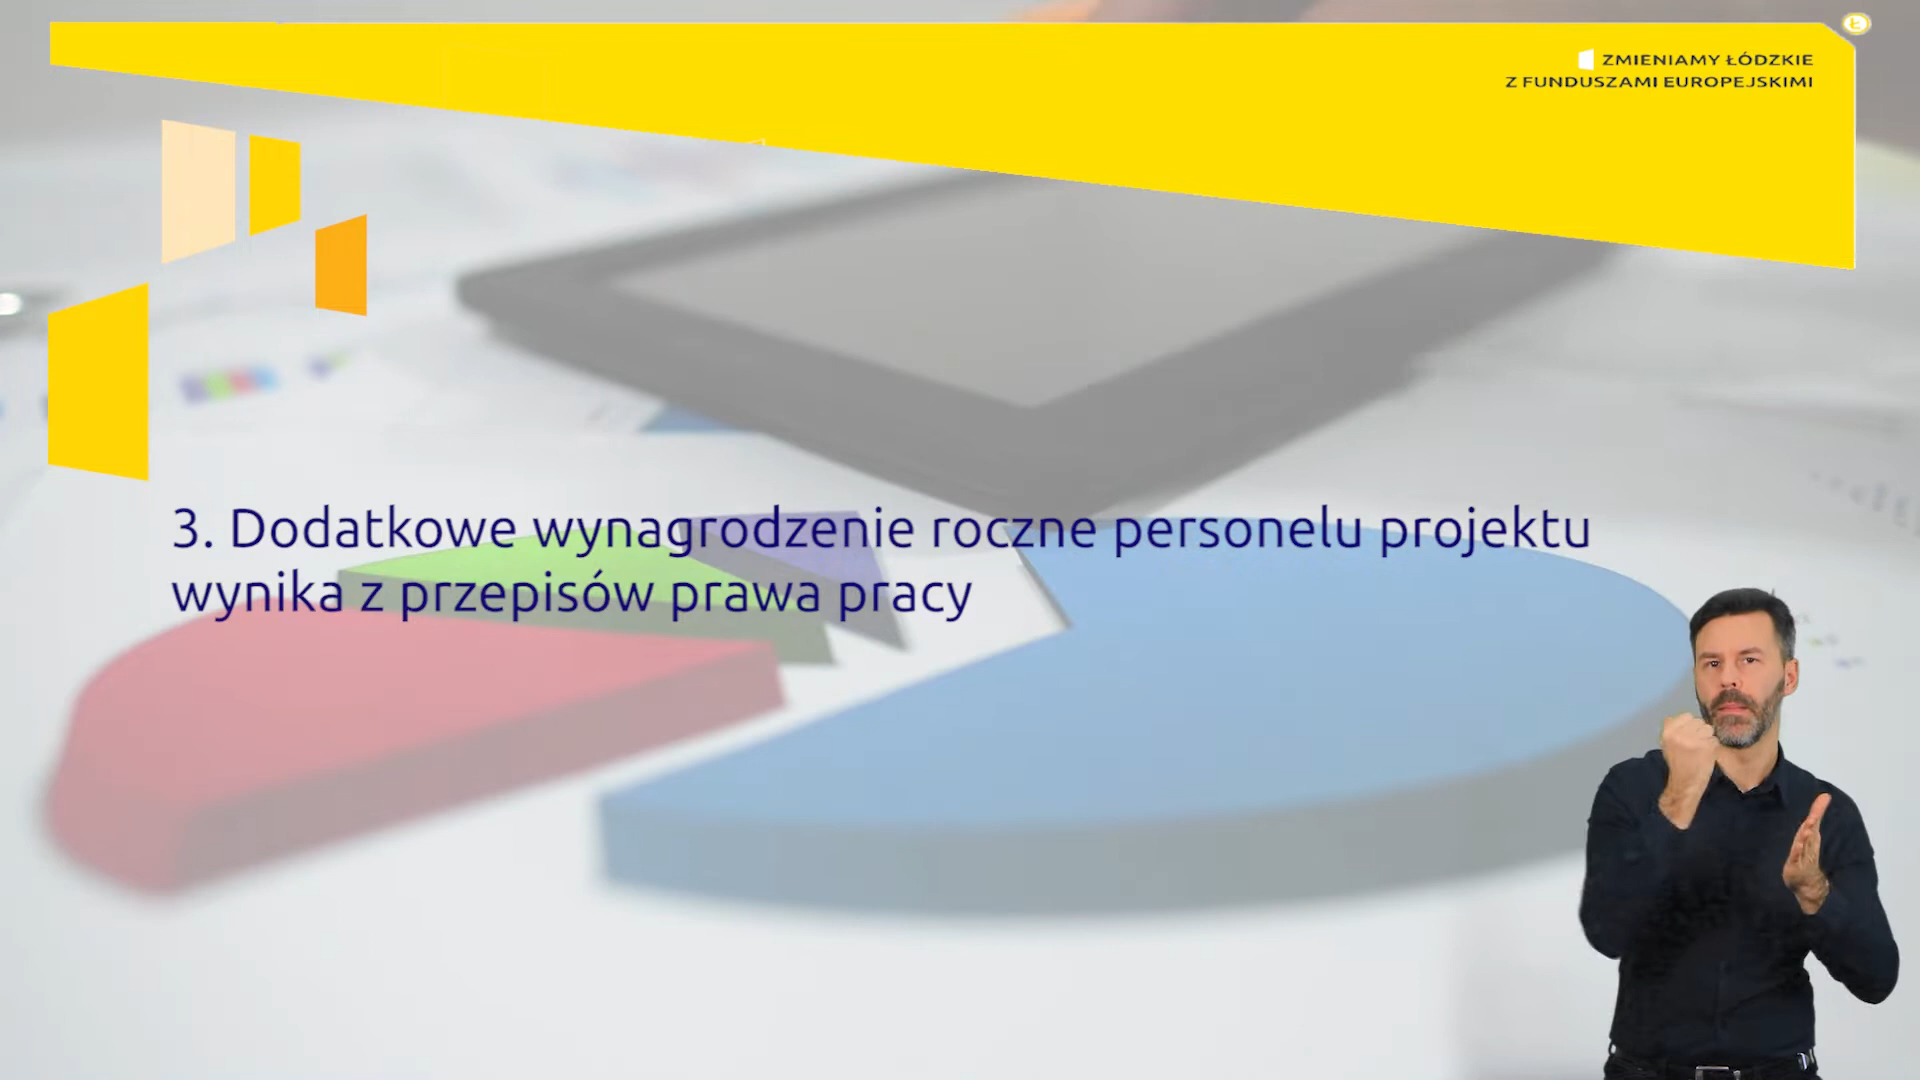 ZMIENIAMY ŁÓDZKIE
Z FUNDUSZAMI EUROPEJSKIMI
3. Dodatkowe wynagrodzenie roczne personelu projektu
wynika z przepisów prawa pracy